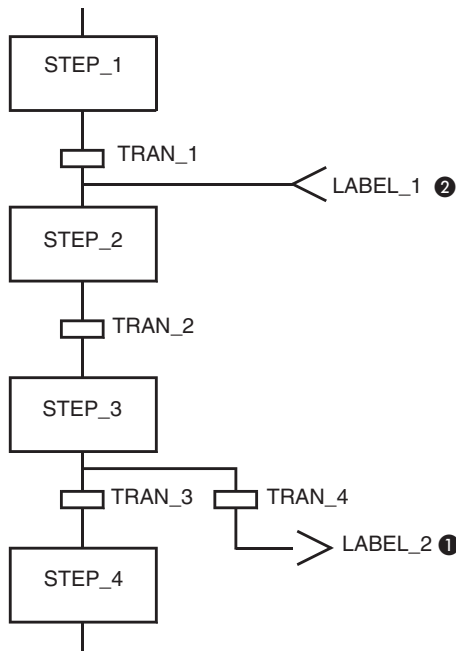 STEP_1
TRAN_1
LABEL_1 ❷
STEP_2
TRAN_2
STEP_3
TRAN_3
TRAN_4
LABEL_2 ❶
STEP_4